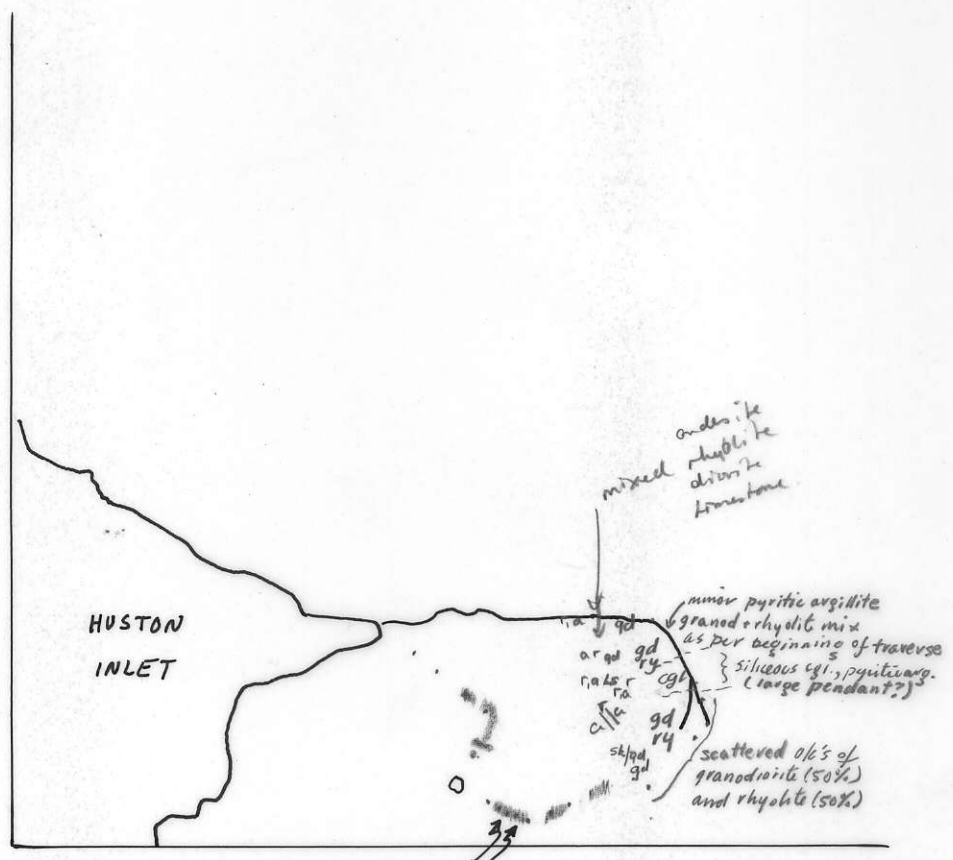 andesite
mixed rhyolite
diorite
limestone
HUSTON
INLET
r,a gd
minor pyritic argillite
granod + rhyolit mix
as per beginning of traverse
siliceous cgl's, pyritic arg.
(large pendant?)
a r gd
gd
ry
r,a Ls r
cgl
r,a
r
a//a
gd
ry
sk/gd
gd
scattered o/c's of
granodiorite (50%)
and rhyolite (50%)